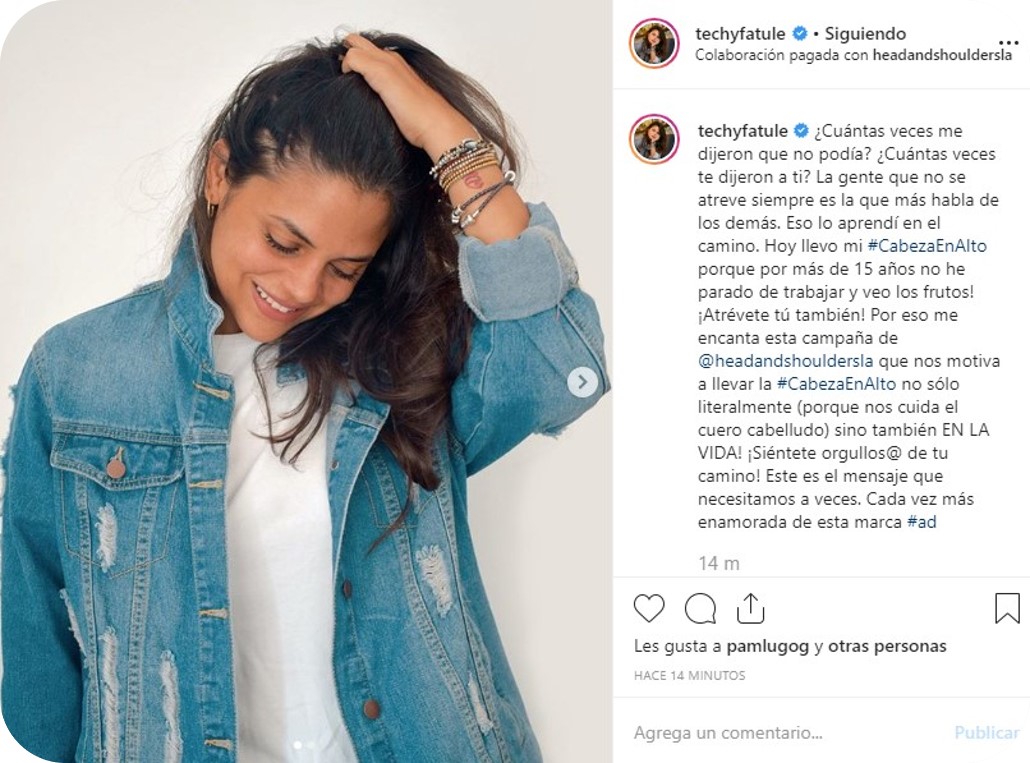 techyfatule • Siguiendo
Colaboración pagada con headandshouldersla
techyfatule ¿Cuántas veces me
dijeron que no podía? ¿Cuántas veces
te dijeron a ti? La gente que no se
atreve siempre es la que más habla de
los demás. Eso lo aprendí en el
camino. Hoy llevo mi #CabezaEnAlto
porque por más de 15 años no he
parado de trabajar y veo los frutos!
¡Atrévete tú también! Por eso me
encanta esta campaña de
@headandshouldersla que nos motiva
a llevar la #CabezaEnAlto no sólo
literalmente (porque nos cuida el
cuero cabelludo) sino también EN LA
VIDA! ¡Siéntete orgullos@ de tu
camino! Este es el mensaje que
necesitamos a veces. Cada vez más
enamorada de esta marca #ad
14 m
Les gusta a pamlugog y otras personas
HACE 14 MINUTOS
Agrega un comentario... Publicar